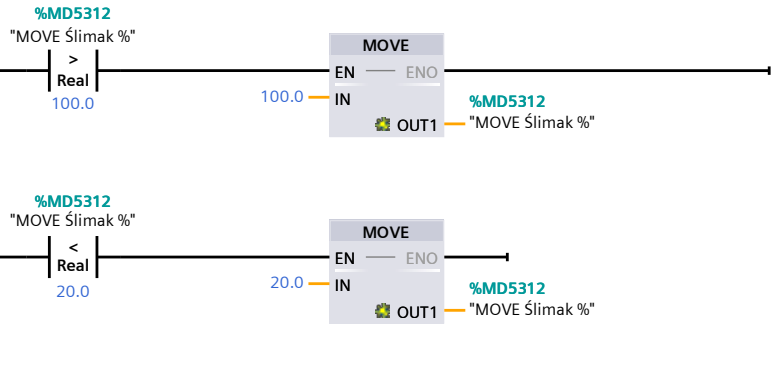 %MD5312
"MOVE Ślimak %"
>
Real
100.0
MOVE
EN
ENO
100.0
IN
OUT1
%MD5312
"MOVE Ślimak %"
%MD5312
"MOVE Ślimak %"
<
Real
20.0
MOVE
EN
ENO
20.0
IN
OUT1
%MD5312
"MOVE Ślimak %"